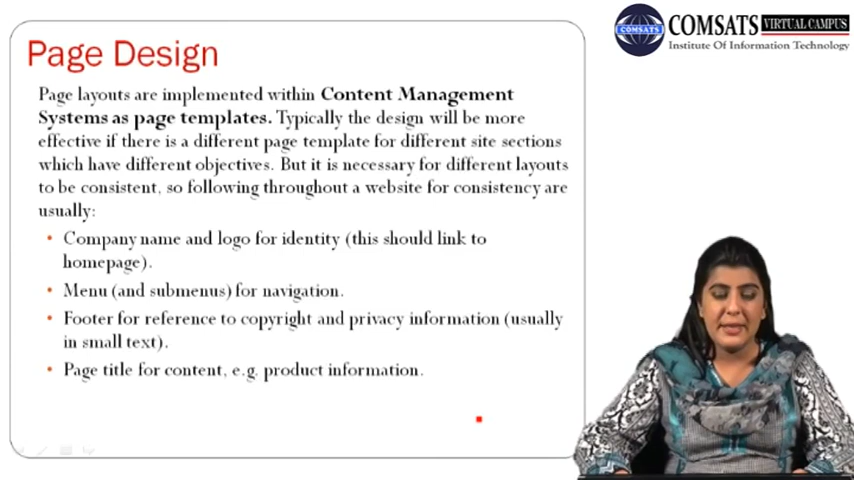 Page Design
Page layouts are implemented within Content Management
Systems as page templates. Typically the design will be more
effective if there is a different page template for different site sections
which have different objectives. But it is necessary for different layouts
to be consistent, so following throughout a website for consistency are
usually:
• Company name and logo for identity (this should link to
homepage).
• Menu (and submenus) for navigation.
• Footer for reference to copyright and privacy information (usually
in small text).
• Page title for content, e.g. product information.
COMSATS
COMSATS VIRTUAL CAMPUS
Institute Of Information Technology